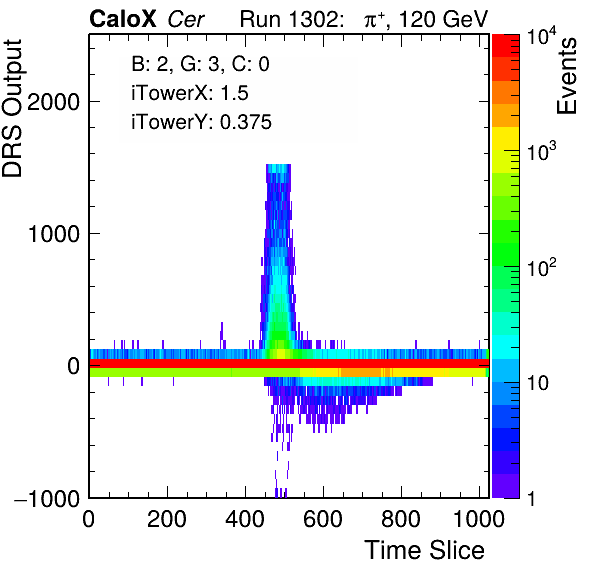 CaloX Cer Run 1302: π⁺, 120 GeV
B: 2, G: 3, C: 0
iTowerX: 1.5
iTowerY: 0.375
DRS Output
2000
1000
0
−1000
0 200 400 600 800 1000
Time Slice
Events
10⁴
10³
10²
10
1